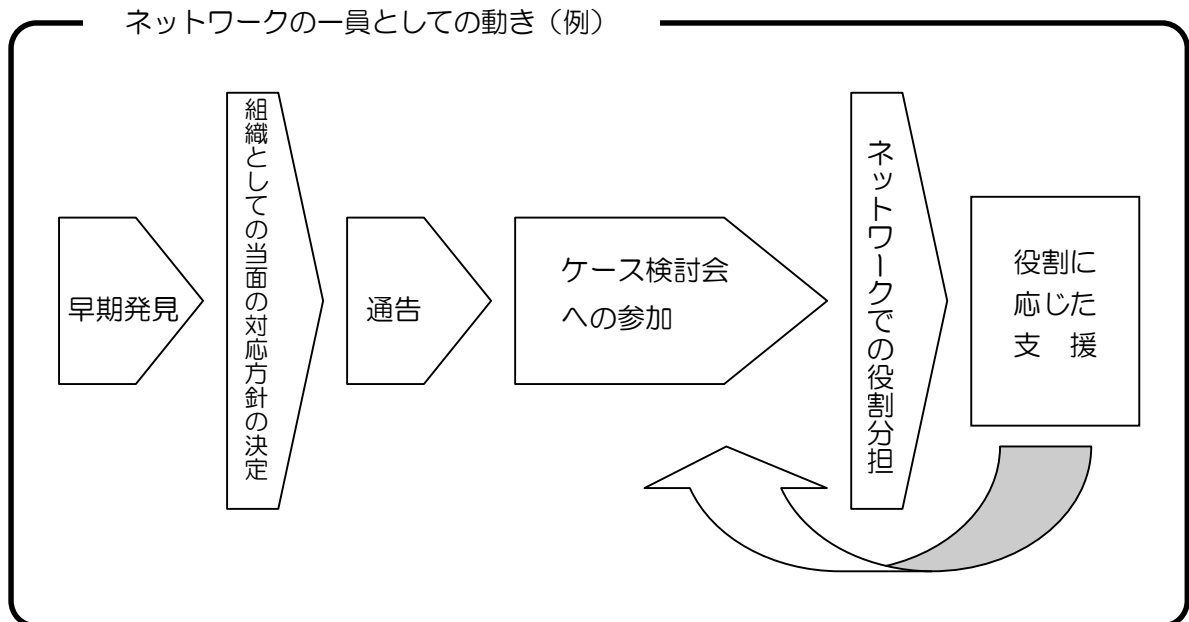 ネットワークの一員としての動き（例）
早期発見
組織としての当面の対応方針の決定
通告
ケース検討会
への参加
ネットワークでの役割分担
役割に
応じた
支　援